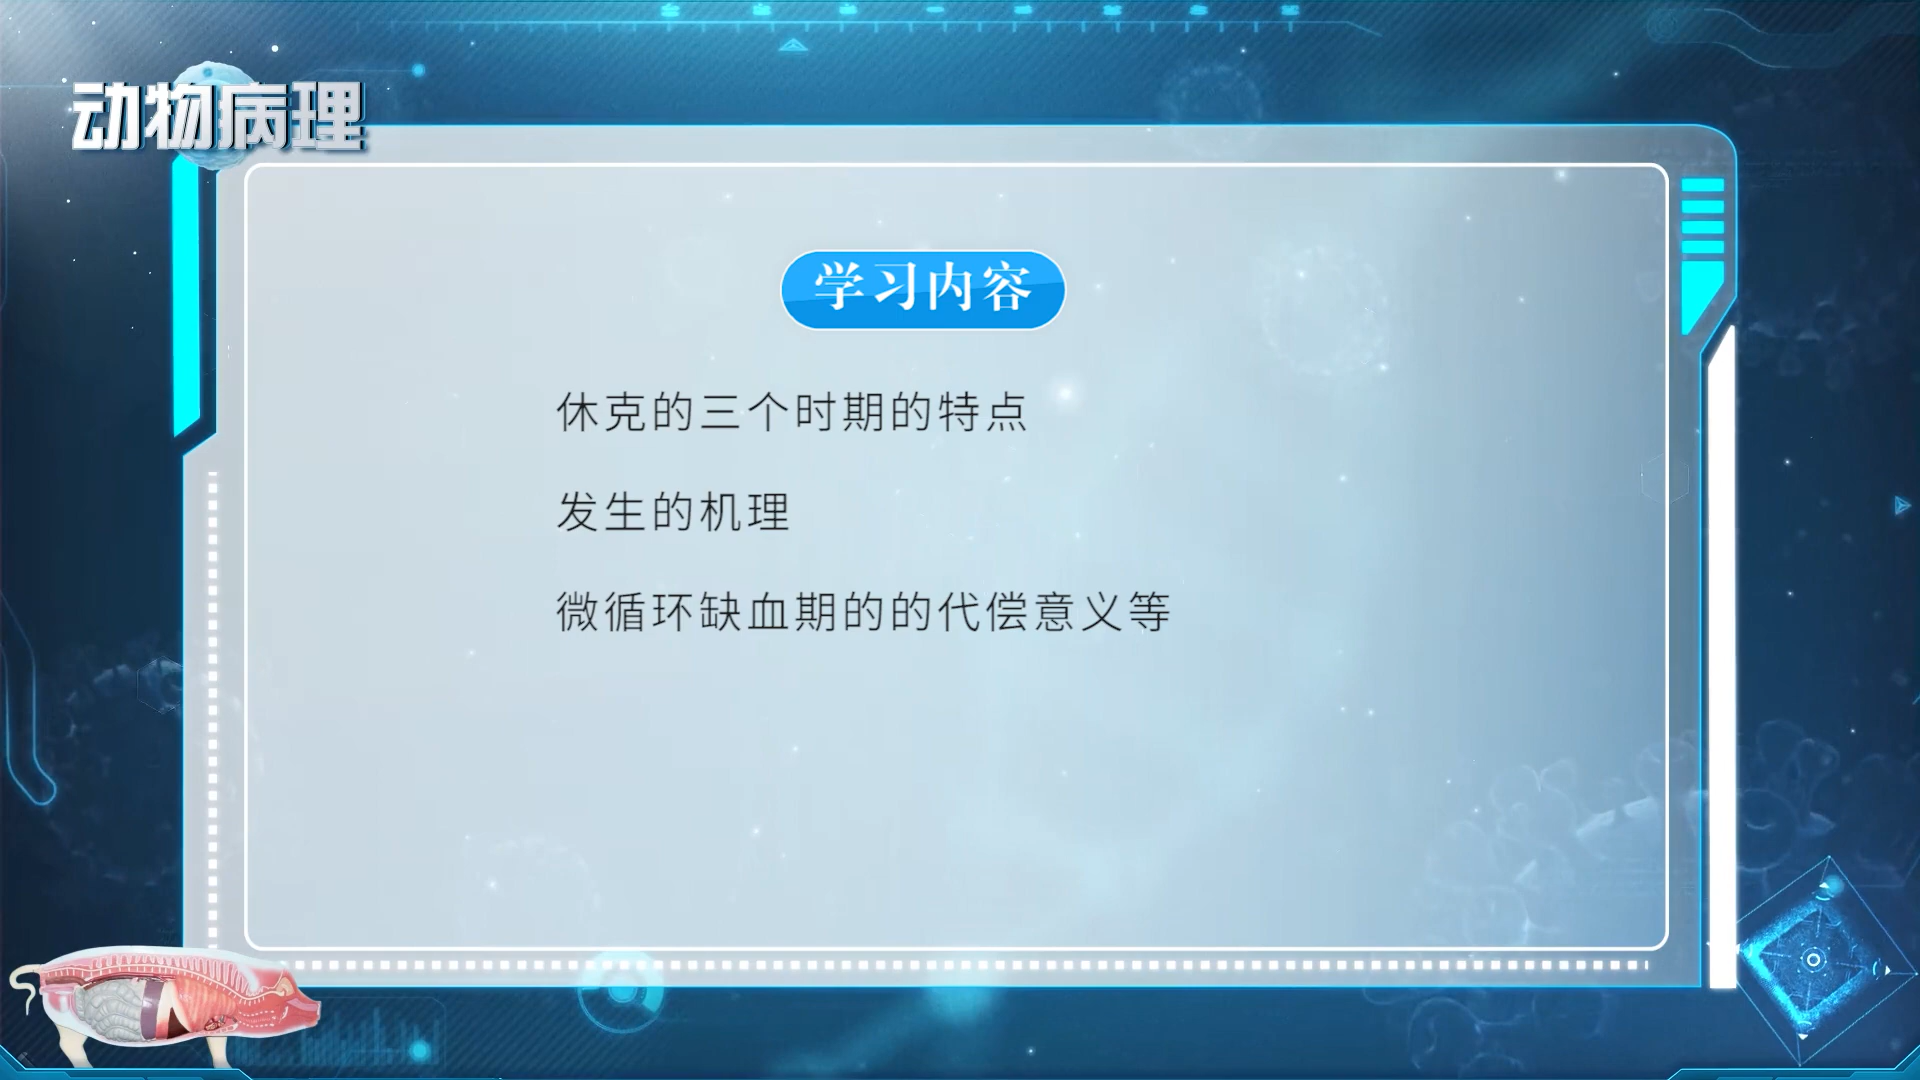 动物病理
学习内容
休克的三个时期的特点
发生的机理
微循环缺血期的的代偿意义等